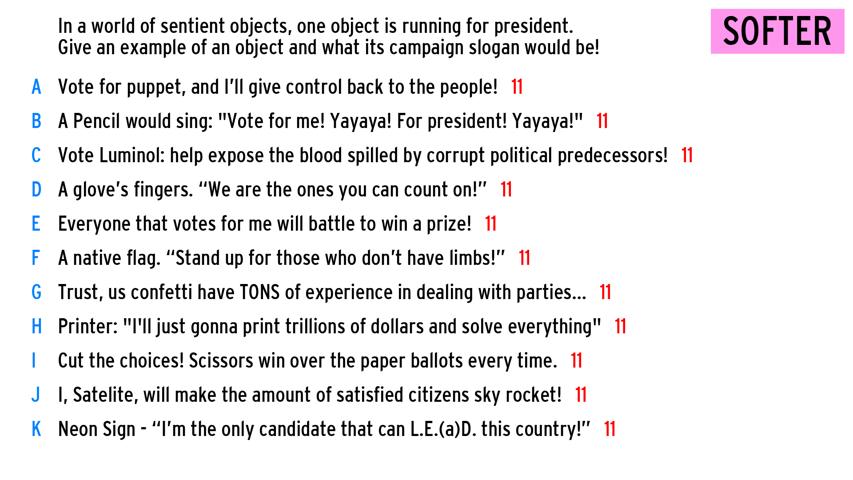 In a world of sentient objects, one object is running for president.
Give an example of an object and what its campaign slogan would be!
SOFTER
A Vote for puppet, and I'll give control back to the people! 11
B A Pencil would sing: "Vote for me! Yayaya! For president! Yayaya!" 11
C Vote Luminol: help expose the blood spilled by corrupt political predecessors! 11
D A glove's fingers. “We are the ones you can count on!” 11
E Everyone that votes for me will battle to win a prize! 11
F A native flag. “Stand up for those who don't have limbs!” 11
G Trust, us confetti have TONS of experience in dealing with parties... 11
H Printer: "I'll just gonna print trillions of dollars and solve everything" 11
I Cut the choices! Scissors win over the paper ballots every time. 11
J I, Satelite, will make the amount of satisfied citizens sky rocket! 11
K Neon Sign - “I'm the only candidate that can L.E.(a)D. this country!” 11